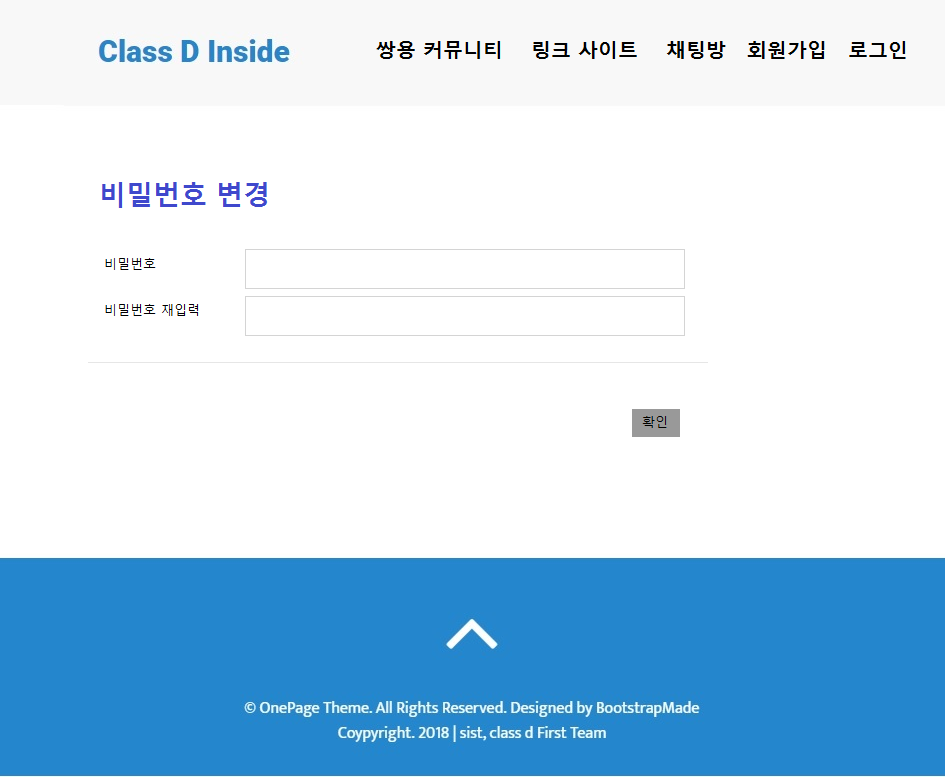 Class D Inside 쌍용 커뮤니티 링크 사이트 채팅방 회원가입 로그인
비밀번호 변경
비밀번호
비밀번호 재입력
확인
© OnePage Theme. All Rights Reserved. Designed by BootstrapMade
Coypyright. 2018 | sist, class d First Team